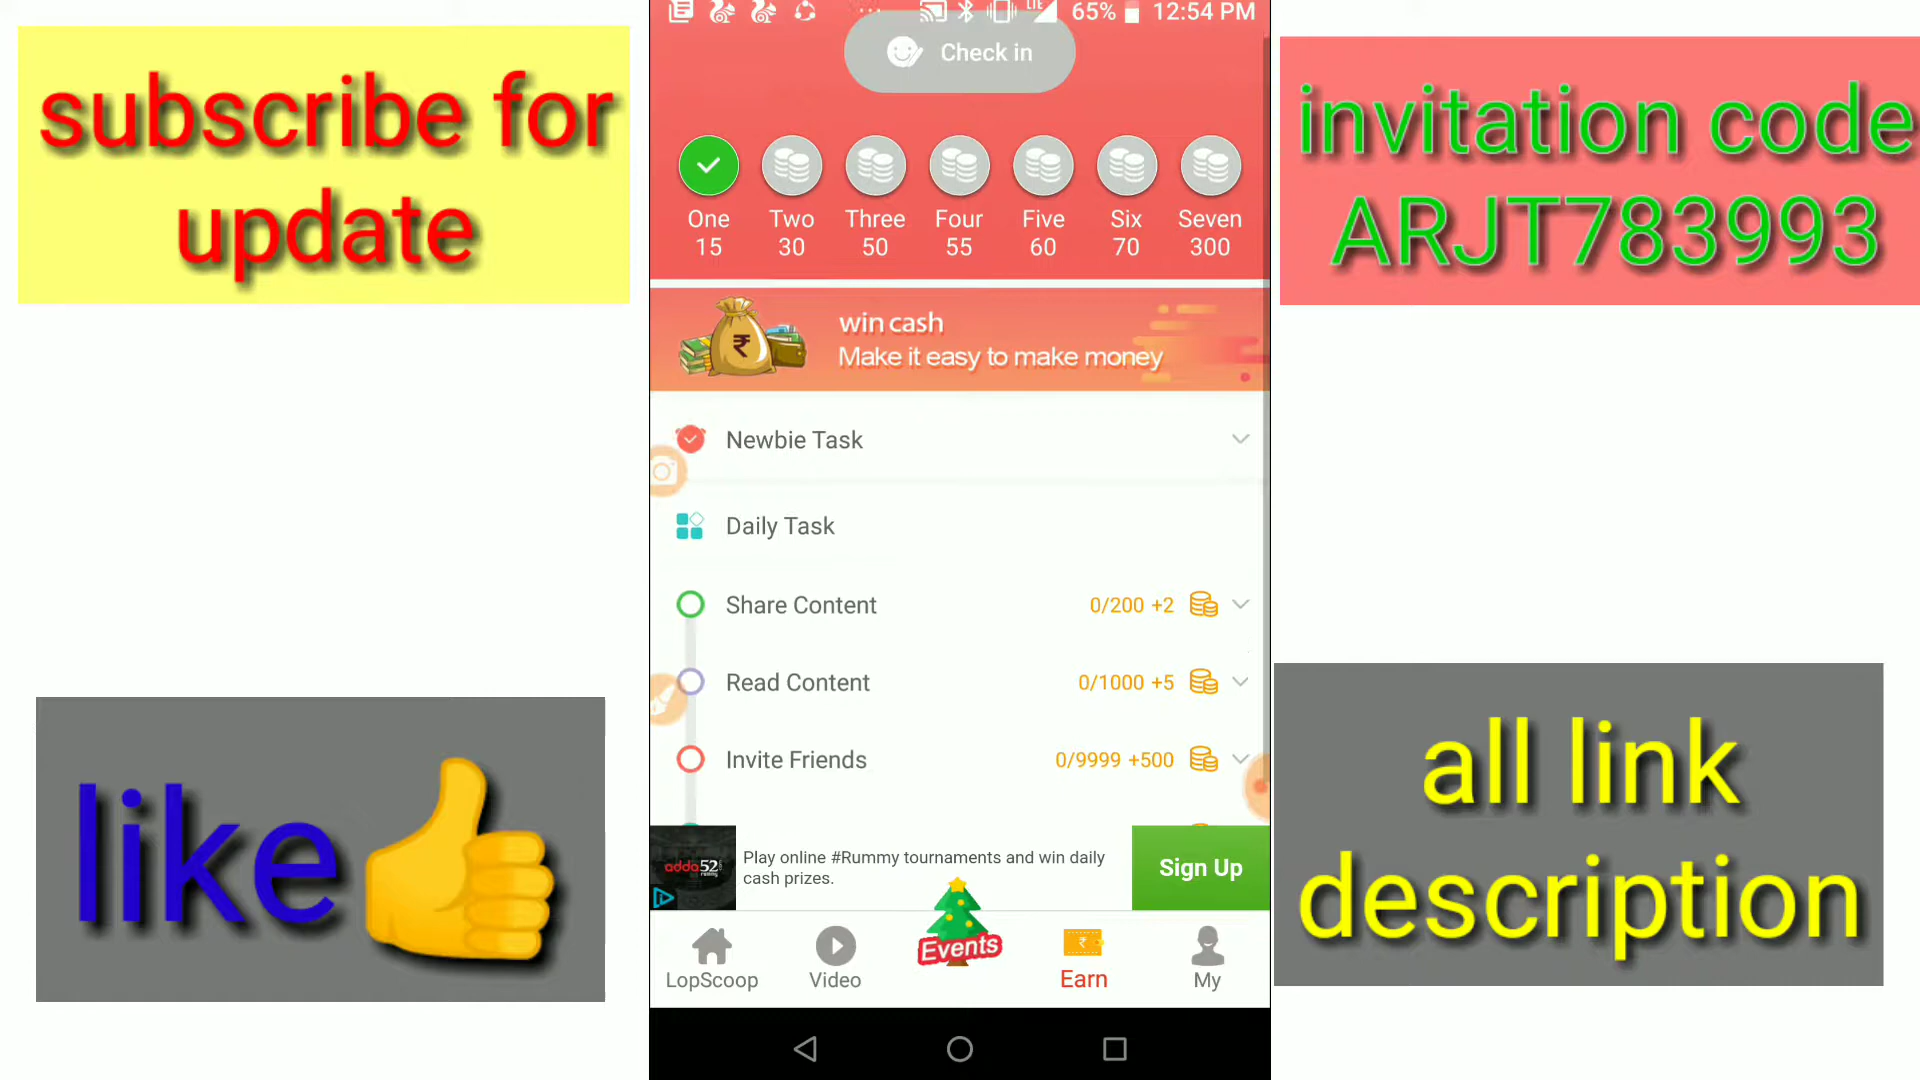 subscribe for
update
invitation code
ARJT783993
LTE 65% 12:54 PM
Check in
One Two Three Four Five Six Seven
15 30 50 55 60 70 300
₹
win cash
Make it easy to make money
Newbie Task
Daily Task
Share Content 0/200 +2
Read Content 0/1000 +5
Invite Friends 0/9999 +500
like
all link
description
adda52 rummy
Play online #Rummy tournaments and win daily
cash prizes.
Sign Up
Events
₹
LopScoop Video Earn My